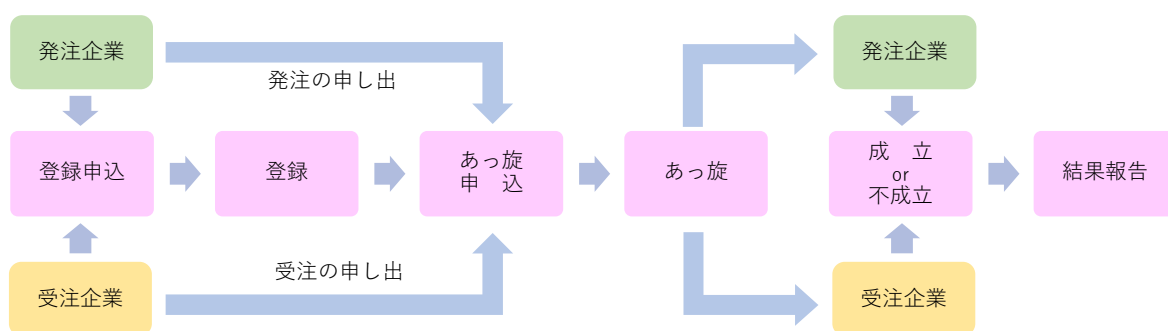 発注企業
発注の申し出
発注企業
登録申込
登録
あっ旋
申　込
あっ旋
成　立
or
不成立
結果報告
受注の申し出
受注企業
受注企業